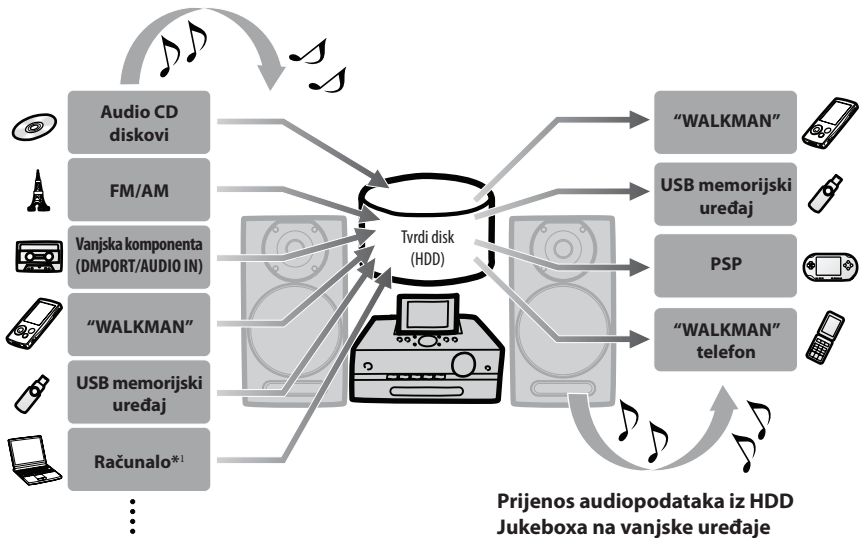 Audio CD
diskovi
FM/AM
Vanjska komponenta
(DMPORT/AUDIO IN)
“WALKMAN”
USB memorijski
uređaj
Računalo*1
Tvrdi disk
(HDD)
“WALKMAN”
USB memorijski
uređaj
PSP
“WALKMAN”
telefon
Prijenos audiopodataka iz HDD
Jukeboxa na vanjske uređaje